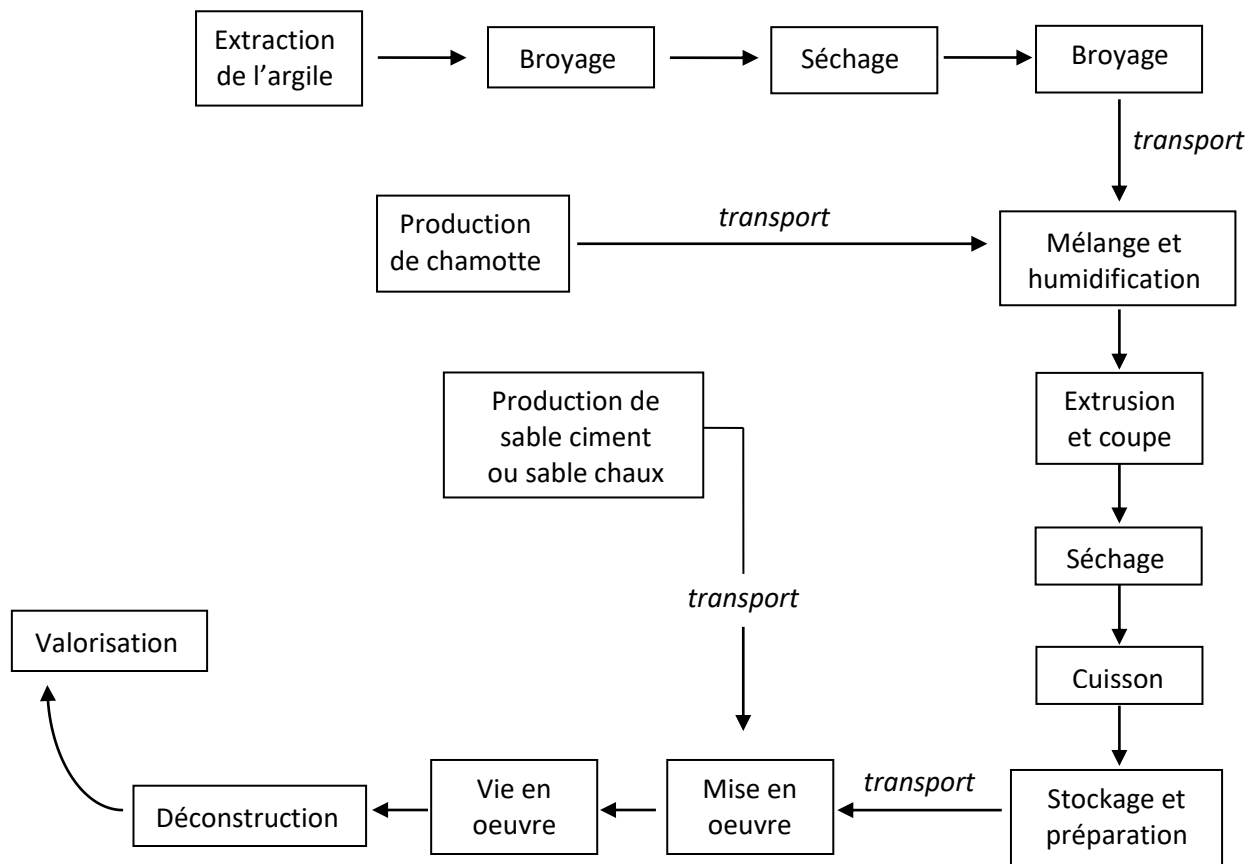 Extraction
de l’argile
Broyage
Séchage
Broyage
transport
Production
de chamotte
transport
Mélange et
humidification
Production de
sable ciment
ou sable chaux
Extrusion
et coupe
Séchage
transport
Valorisation
Cuisson
Déconstruction
Vie en
oeuvre
Mise en
oeuvre
transport
Stockage et
préparation